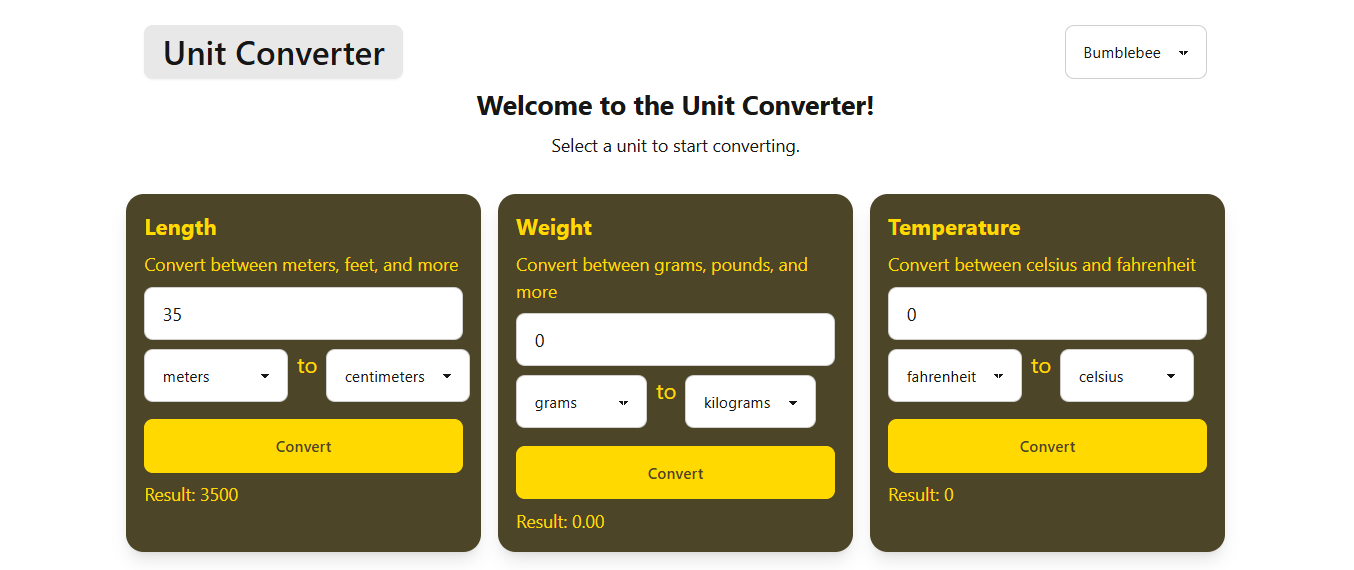 Unit Converter
Bumblebee
Welcome to the Unit Converter!
Select a unit to start converting.
Length
Convert between meters, feet, and more
35
meters to centimeters
Convert
Result: 3500
Weight
Convert between grams, pounds, and
more
0
grams to kilograms
Convert
Result: 0.00
Temperature
Convert between celsius and fahrenheit
0
fahrenheit to celsius
Convert
Result: 0